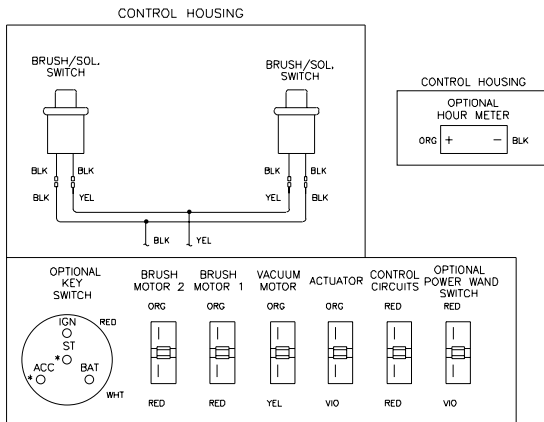 CONTROL HOUSING
BRUSH/SOL.
SWITCH
BRUSH/SOL.
SWITCH
BLK BLK BLK BLK
BLK YEL YEL BLK
BLK YEL
CONTROL HOUSING
OPTIONAL
HOUR METER
ORG + - BLK
OPTIONAL
KEY
SWITCH
IGN RED
ST
*
ACC BAT
*
WHT
BRUSH
MOTOR 2
ORG
RED
BRUSH
MOTOR 1
ORG
RED
VACUUM
MOTOR
ORG
YEL
ACTUATOR
ORG
VIO
CONTROL
CIRCUITS
RED
RED
OPTIONAL
POWER WAND
SWITCH
RED
VIO